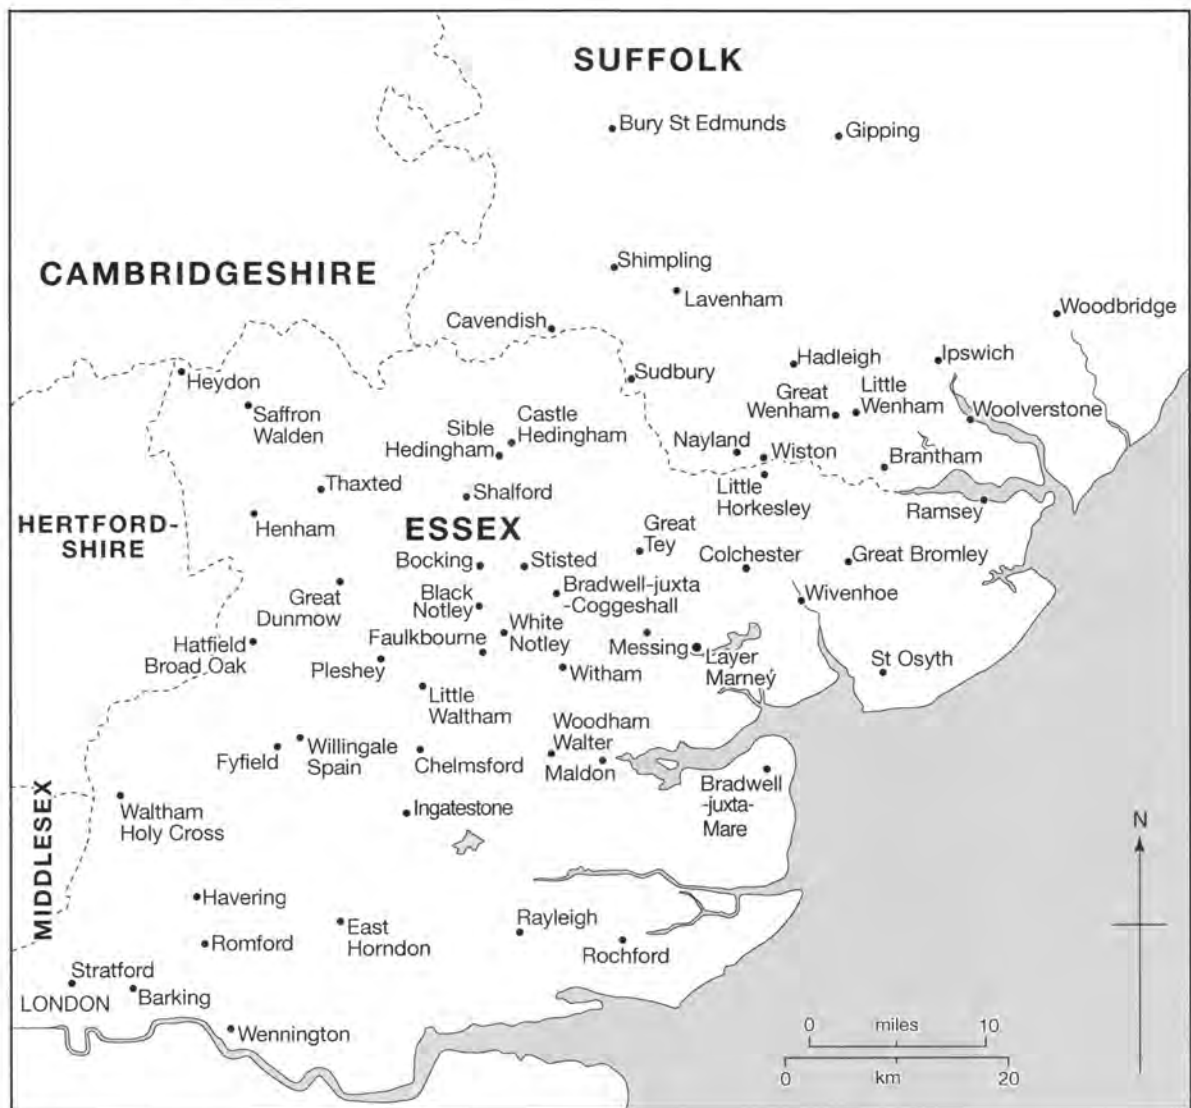 SUFFOLK
Bury St Edmunds
Gipping
CAMBRIDGESHIRE
Shimpling
Lavenham
Woodbridge
Cavendish
Hadleigh
Ipswich
Heydon
Sudbury
Great
Wenham
Little
Wenham
Woolverstone
Saffron
Walden
Castle
Hedingham
Sible
Hedingham
Nayland
Wiston
Brantham
Thaxted
Shalford
Little
Horkesley
Ramsey
HERTFORD-
SHIRE
Henham
ESSEX
Great
Tey
Colchester
Great Bromley
Bocking
Stisted
Great
Dunmow
Black
Notley
Bradwell-juxta
-Coggeshall
Wivenhoe
Hatfield
Broad Oak
Faulkbourne
White
Notley
Messing
Layer
Marney
St Osyth
Pleshey
Witham
Little
Waltham
Woodham
Walter
Fyfield
Willingale
Spain
Chelmsford
Maldon
Bradwell
-juxta-
Mare
MIDDLESEX
Waltham
Holy Cross
Ingatestone
N
Havering
East
Horndon
Rayleigh
Romford
Rochford
Stratford
LONDON
Barking
Wennington
0 miles 10
0 km 20